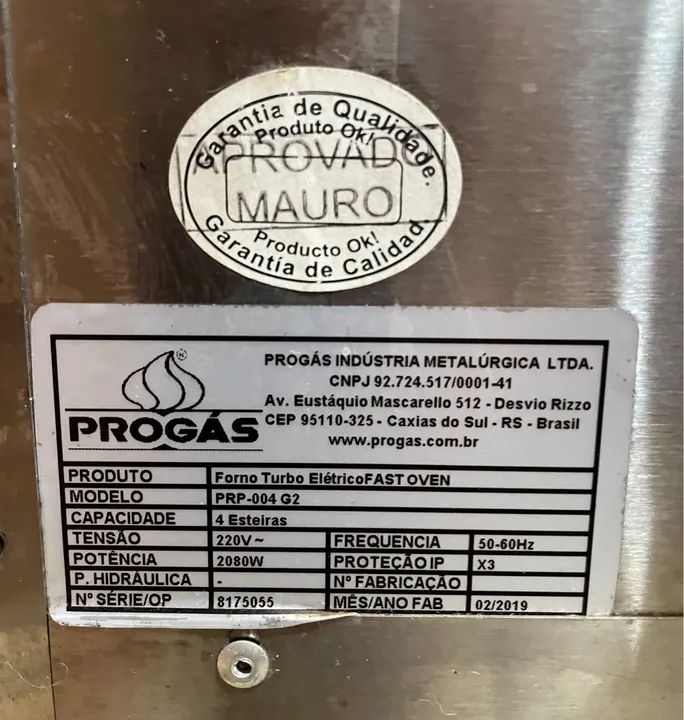 Garantia de Qualidade.
Produto Ok!
APROVADO
MAURO
Producto Ok!
Garantía de Calidad
PROGÁS
PROGÁS INDÚSTRIA METALÚRGICA LTDA.
CNPJ 92.724.517/0001-41
Av. Eustáquio Mascarello 512 - Desvio Rizzo
CEP 95110-325 - Caxias do Sul - RS - Brasil
www.progas.com.br
PRODUTO Forno Turbo ElétricoFAST OVEN
MODELO PRP-004 G2
CAPACIDADE 4 Esteiras
TENSÃO 220V~ FREQUENCIA 50-60Hz
POTÊNCIA 2080W PROTEÇÃO IP X3
P. HIDRÁULICA - Nº FABRICAÇÃO
Nº SÉRIE/OP 8175055 MÊS/ANO FAB 02/2019